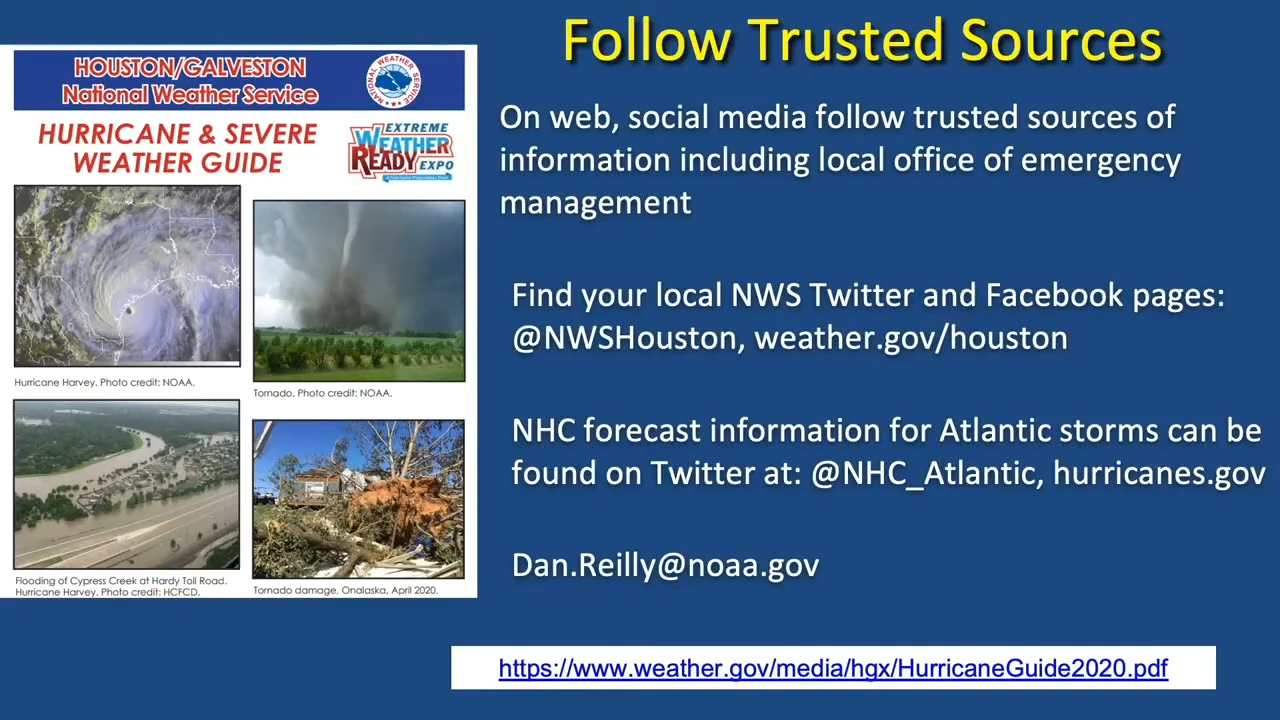 Follow Trusted Sources
HOUSTON/GALVESTON
National Weather Service
NATIONAL WEATHER SERVICE
HURRICANE & SEVERE
WEATHER GUIDE
EXTREME
WEATHER
READY EXPO
Hurricane Harvey. Photo credit: NOAA.
Tornado. Photo credit: NOAA.
Flooding of Cypress Creek at Hardy Toll Road.
Hurricane Harvey. Photo credit: HCFCD.
Tornado damage. Onalaska, April 2020.
On web, social media follow trusted sources of
information including local office of emergency
management
Find your local NWS Twitter and Facebook pages:
@NWSHouston, weather.gov/houston
NHC forecast information for Atlantic storms can be
found on Twitter at: @NHC_Atlantic, hurricanes.gov
Dan.Reilly@noaa.gov
https://www.weather.gov/media/hgx/HurricaneGuide2020.pdf